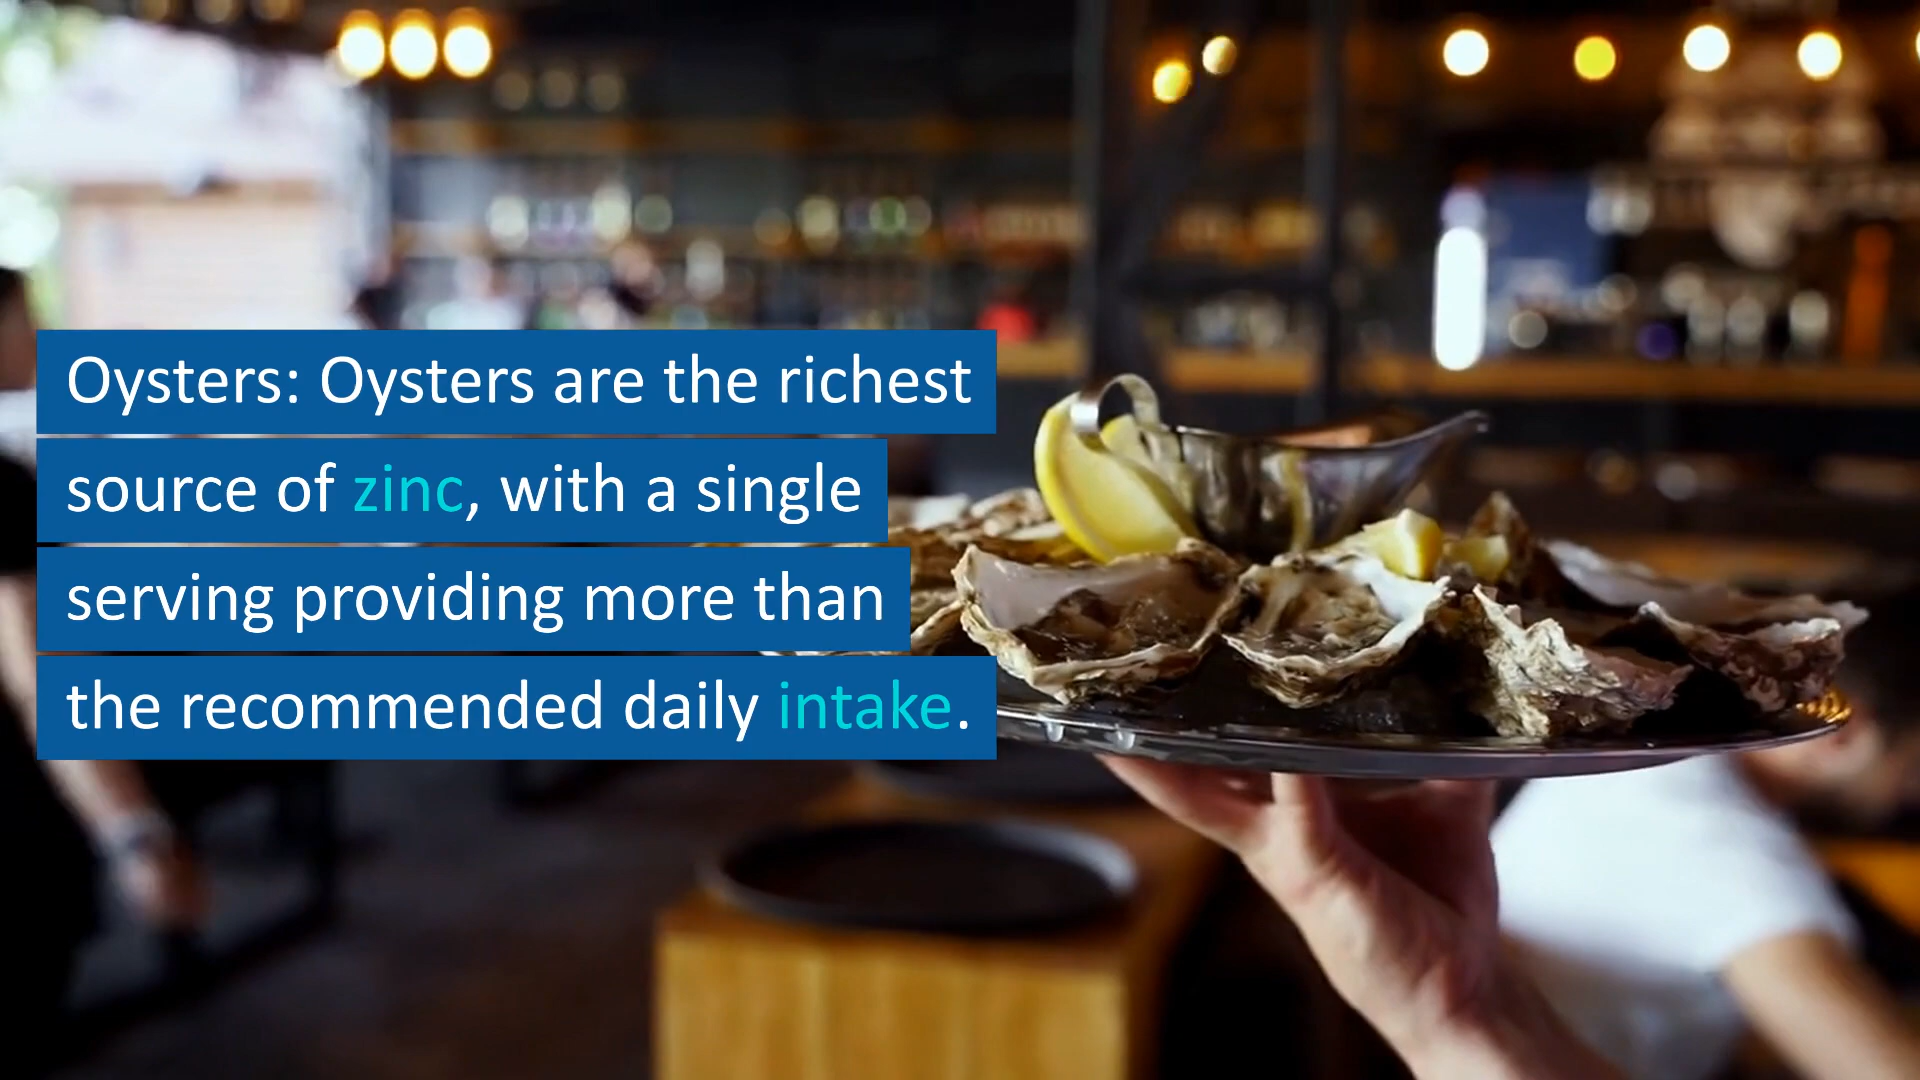 Oysters: Oysters are the richest
source of zinc, with a single
serving providing more than
the recommended daily intake.